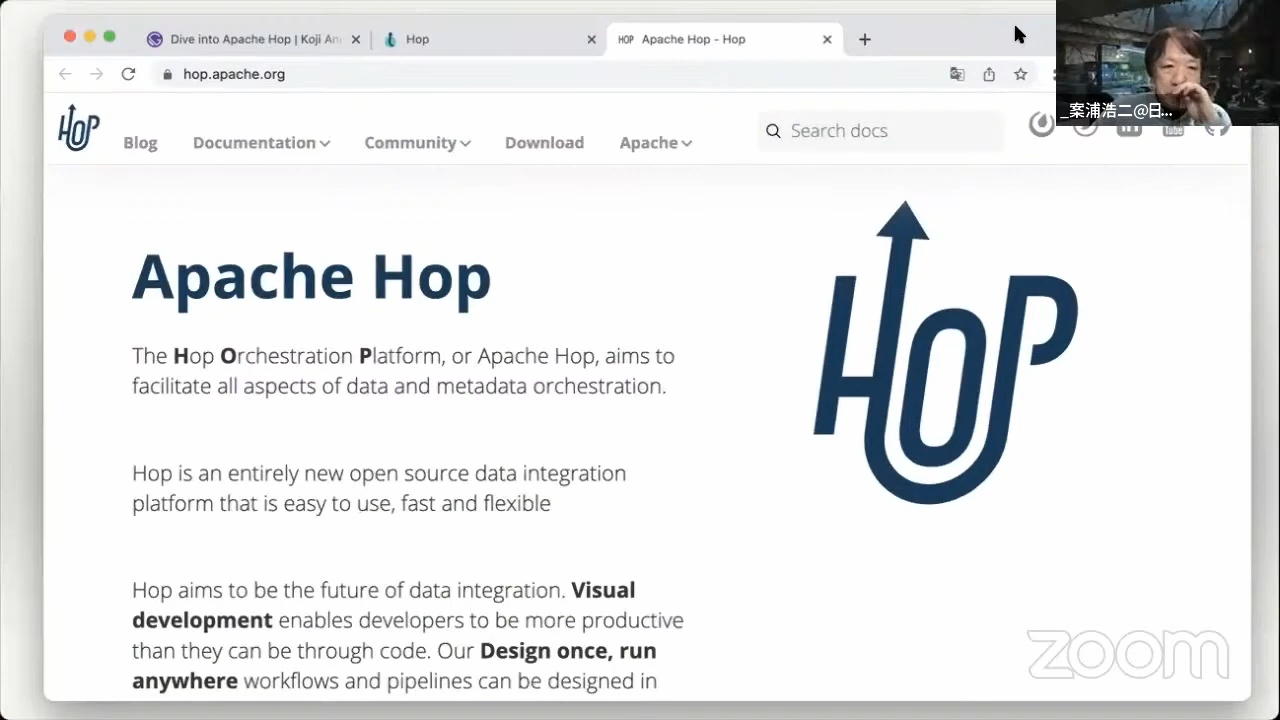 Dive into Apache Hop | Koji An
Hop
HOP Apache Hop - Hop
hop.apache.org
_案浦浩二@日...
HOP
Blog
Documentation
Community
Download
Apache
Search docs
in
You Tube
Apache Hop
The Hop Orchestration Platform, or Apache Hop, aims to
facilitate all aspects of data and metadata orchestration.
Hop is an entirely new open source data integration
platform that is easy to use, fast and flexible
Hop aims to be the future of data integration. Visual
development enables developers to be more productive
than they can be through code. Our Design once, run
anywhere workflows and pipelines can be designed in
HOP
zoom